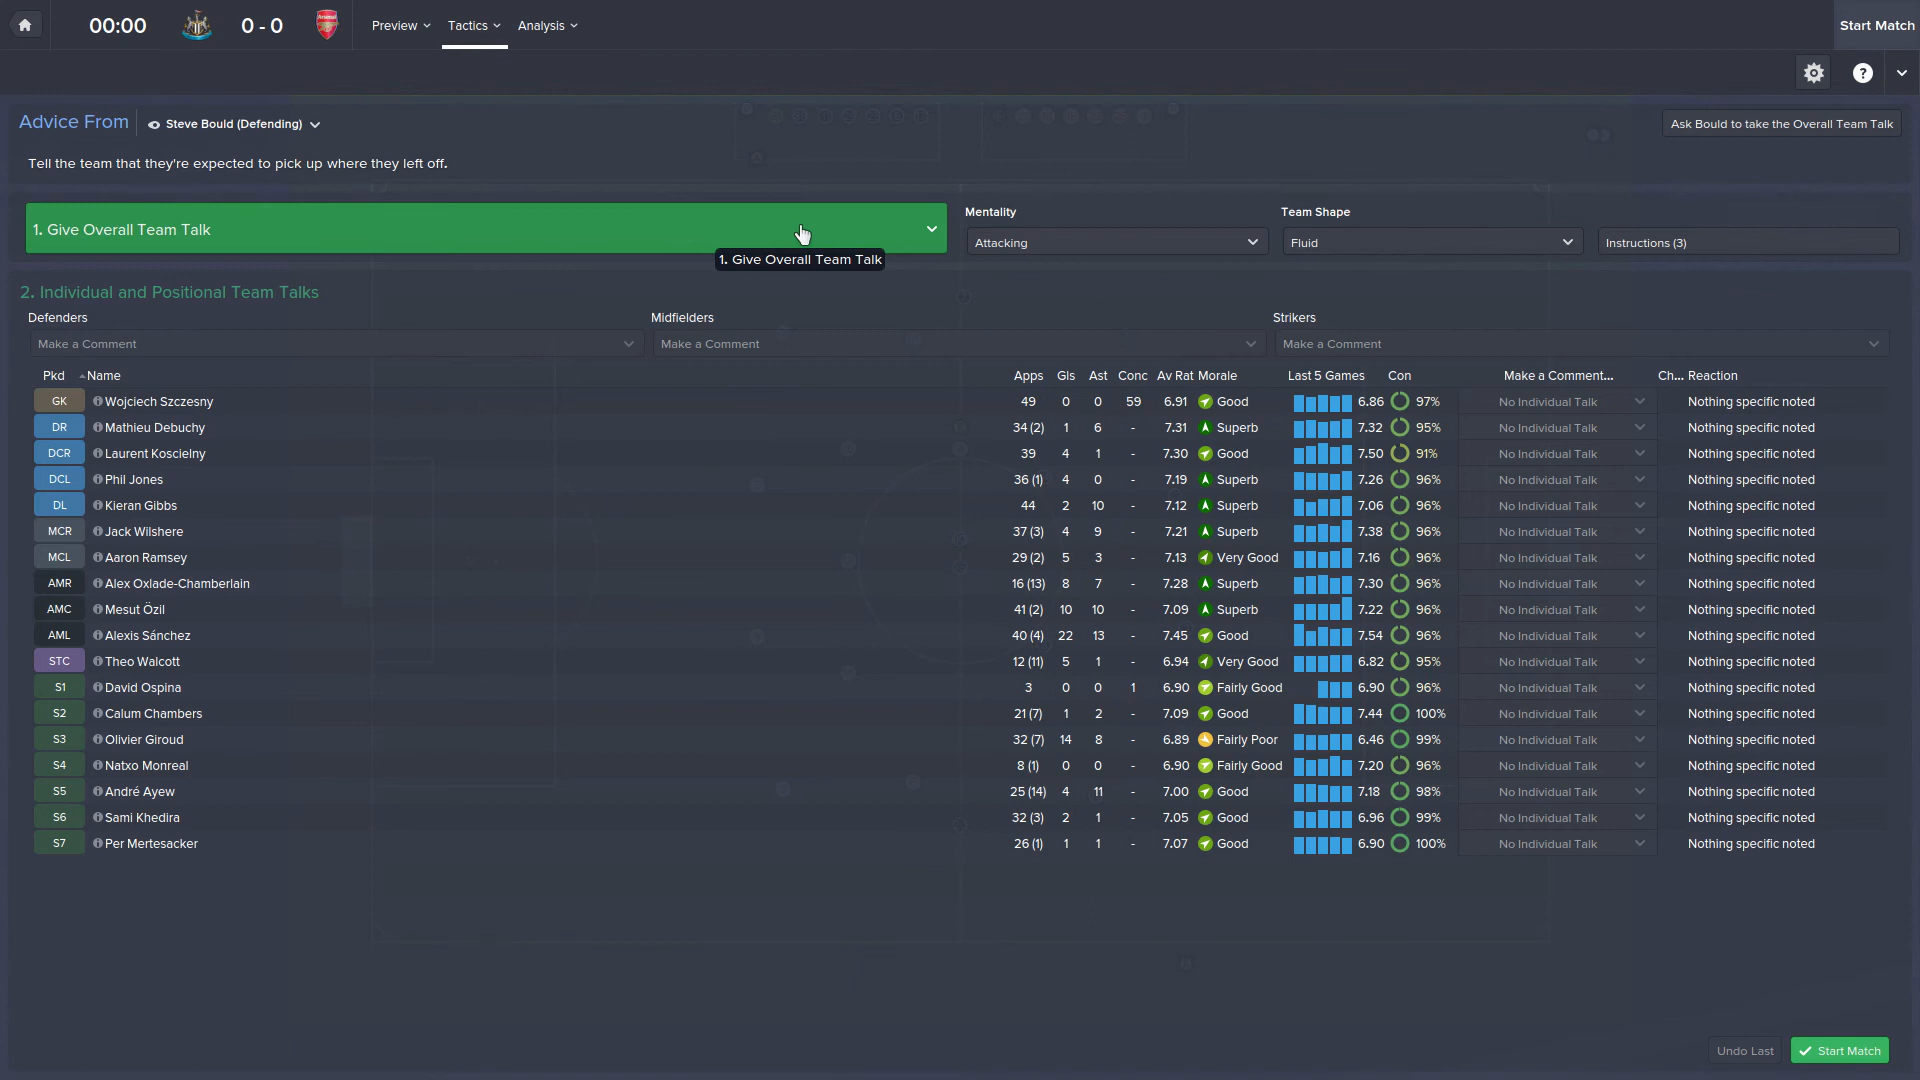 00:00 0 - 0 Preview Tactics Analysis Start Match
Advice From Steve Bould (Defending) Ask Bould to take the Overall Team Talk
Tell the team that they're expected to pick up where they left off.
Mentality Team Shape
1. Give Overall Team Talk Attacking Fluid Instructions (3)
1. Give Overall Team Talk
2. Individual and Positional Team Talks
Defenders Midfielders Strikers
Make a Comment Make a Comment Make a Comment
Pkd Name Apps Gls Ast Conc Av Rat Morale Last 5 Games Con Make a Comment... Ch... Reaction
GK Wojciech Szczesny 49 0 0 59 6.91 Good 6.86 97% No Individual Talk Nothing specific noted
DR Mathieu Debuchy 34 (2) 1 6 - 7.31 Superb 7.32 95% No Individual Talk Nothing specific noted
DCR Laurent Koscielny 39 4 1 - 7.30 Good 7.50 91% No Individual Talk Nothing specific noted
DCL Phil Jones 36 (1) 4 0 - 7.19 Superb 7.26 96% No Individual Talk Nothing specific noted
DL Kieran Gibbs 44 2 10 - 7.12 Superb 7.06 96% No Individual Talk Nothing specific noted
MCR Jack Wilshere 37 (3) 4 9 - 7.21 Superb 7.38 96% No Individual Talk Nothing specific noted
MCL Aaron Ramsey 29 (2) 5 3 - 7.13 Very Good 7.16 96% No Individual Talk Nothing specific noted
AMR Alex Oxlade-Chamberlain 16 (13) 8 7 - 7.28 Superb 7.30 96% No Individual Talk Nothing specific noted
AMC Mesut Özil 41 (2) 10 10 - 7.09 Superb 7.22 96% No Individual Talk Nothing specific noted
AML Alexis Sánchez 40 (4) 22 13 - 7.45 Good 7.54 96% No Individual Talk Nothing specific noted
STC Theo Walcott 12 (11) 5 1 - 6.94 Very Good 6.82 95% No Individual Talk Nothing specific noted
S1 David Ospina 3 0 0 1 6.90 Fairly Good 6.90 96% No Individual Talk Nothing specific noted
S2 Calum Chambers 21 (7) 1 2 - 7.09 Good 7.44 100% No Individual Talk Nothing specific noted
S3 Olivier Giroud 32 (7) 14 8 - 6.89 Fairly Poor 6.46 99% No Individual Talk Nothing specific noted
S4 Natxo Monreal 8 (1) 0 0 - 6.90 Fairly Good 7.20 96% No Individual Talk Nothing specific noted
S5 André Ayew 25 (14) 4 11 - 7.00 Good 7.18 98% No Individual Talk Nothing specific noted
S6 Sami Khedira 32 (3) 2 1 - 7.05 Good 6.96 99% No Individual Talk Nothing specific noted
S7 Per Mertesacker 26 (1) 1 1 - 7.07 Good 6.90 100% No Individual Talk Nothing specific noted
Undo Last Start Match